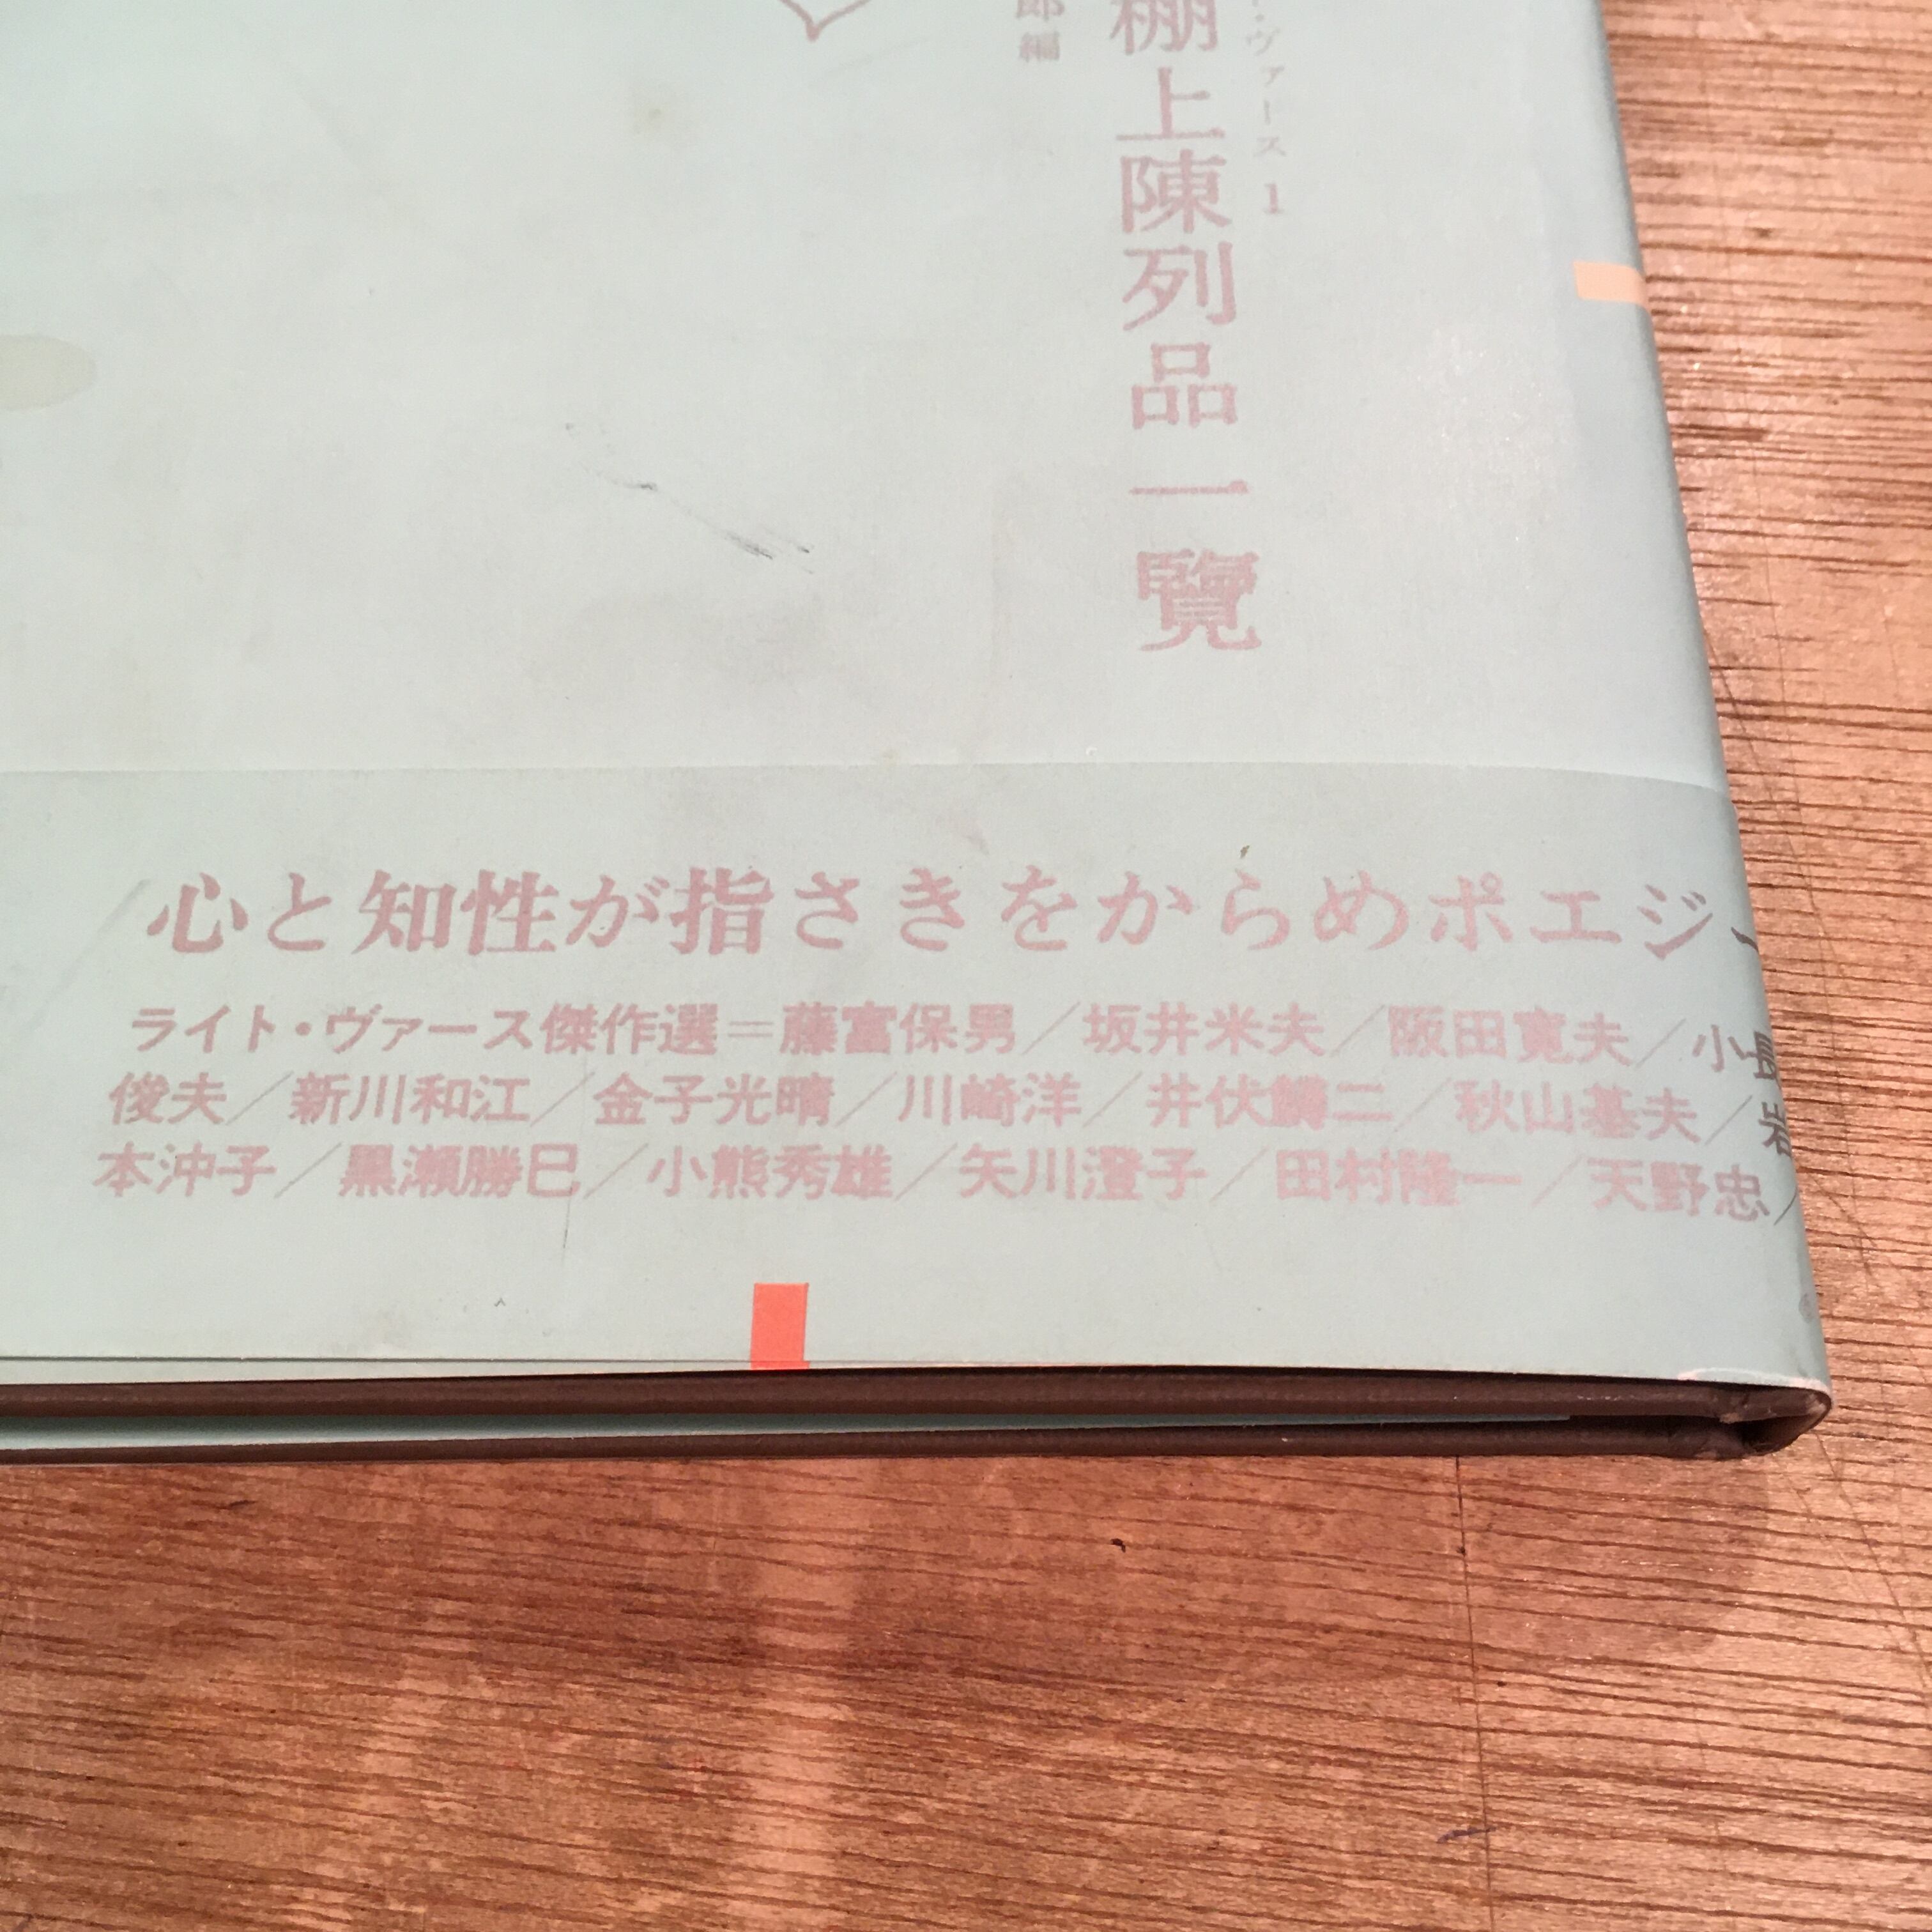 ト・ヴァース 1
棚上陳列品一覽
郎編
心と知性が指さきをからめポエジー
ライト・ヴァース傑作選=藤富保男／坂井米夫／阪田寛夫／小長
俊夫／新川和江／金子光晴／川崎洋／井伏鱒二／秋山基夫／岩
本沖子／黒瀬勝巳／小熊秀雄／矢川澄子／田村隆一／天野忠／